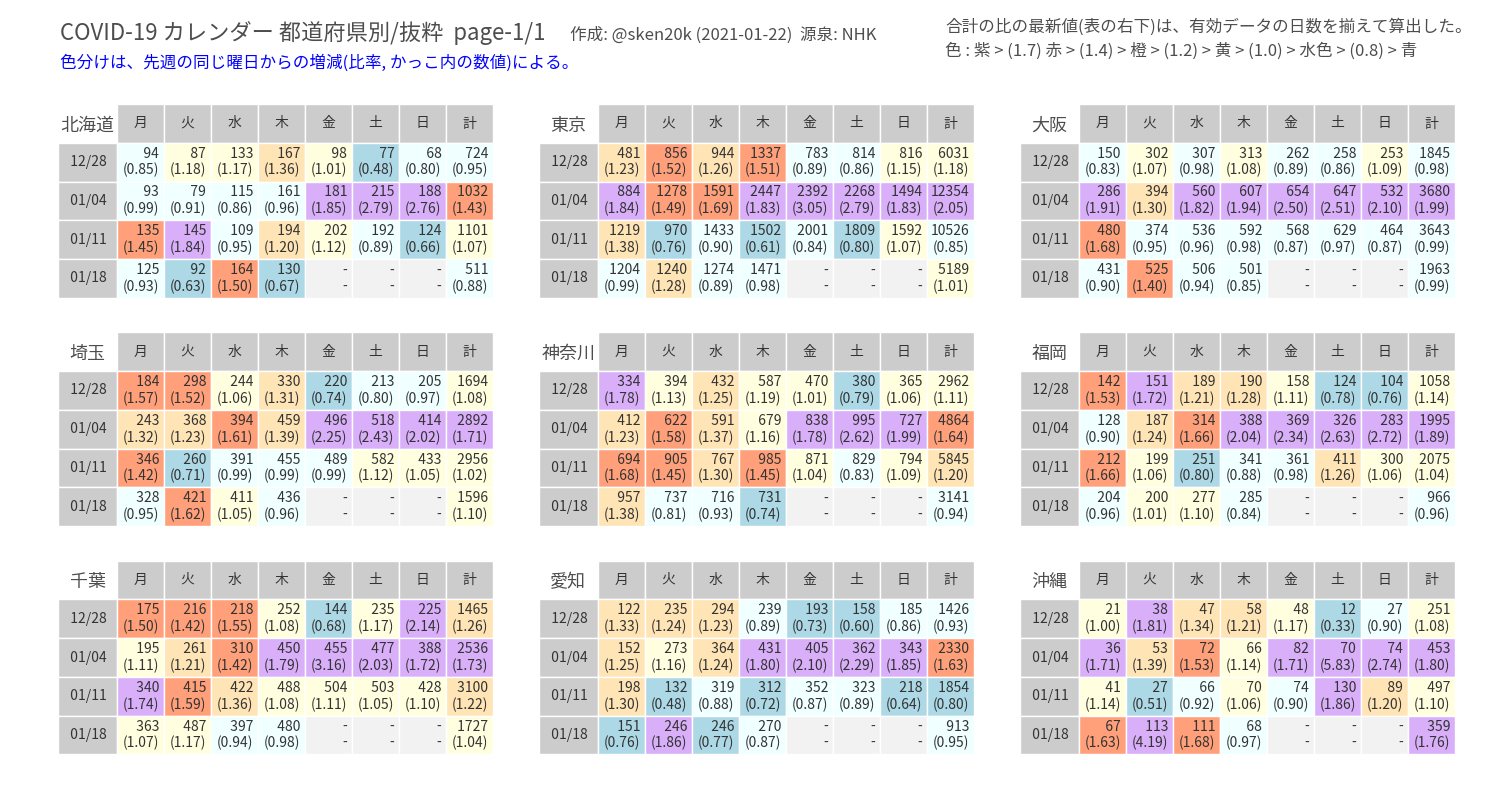 COVID-19 カレンダー 都道府県別/抜粋 page-1/1 作成: @sken20k (2021-01-22) 源泉: NHK
色分けは、先週の同じ曜日からの増減(比率, かっこ内の数値)による。
合計の比の最新値(表の右下)は、有効データの日数を揃えて算出した。
色 : 紫 > (1.7) 赤 > (1.4) > 橙 > (1.2) > 黄 > (1.0) > 水色 > (0.8) > 青
北海道 月 火 水 木 金 土 日 計
12/28 94 87 133 167 98 77 68 724
(0.85) (1.18) (1.17) (1.36) (1.01) (0.48) (0.80) (0.95)
01/04 93 79 115 161 181 215 188 1032
(0.99) (0.91) (0.86) (0.96) (1.85) (2.79) (2.76) (1.43)
01/11 135 145 109 194 202 192 124 1101
(1.45) (1.84) (0.95) (1.20) (1.12) (0.89) (0.66) (1.07)
01/18 125 92 164 130 - - - 511
(0.93) (0.63) (1.50) (0.67) - - - (0.88)
東京 月 火 水 木 金 土 日 計
12/28 481 856 944 1337 783 814 816 6031
(1.23) (1.52) (1.26) (1.51) (0.89) (0.86) (1.15) (1.18)
01/04 884 1278 1591 2447 2392 2268 1494 12354
(1.84) (1.49) (1.69) (1.83) (3.05) (2.79) (1.83) (2.05)
01/11 1219 970 1433 1502 2001 1809 1592 10526
(1.38) (0.76) (0.90) (0.61) (0.84) (0.80) (1.07) (0.85)
01/18 1204 1240 1274 1471 - - - 5189
(0.99) (1.28) (0.89) (0.98) - - - (1.01)
大阪 月 火 水 木 金 土 日 計
12/28 150 302 307 313 262 258 253 1845
(0.83) (1.07) (0.98) (1.08) (0.89) (0.86) (1.09) (0.98)
01/04 286 394 560 607 654 647 532 3680
(1.91) (1.30) (1.82) (1.94) (2.50) (2.51) (2.10) (1.99)
01/11 480 374 536 592 568 629 464 3643
(1.68) (0.95) (0.96) (0.98) (0.87) (0.97) (0.87) (0.99)
01/18 431 525 506 501 - - - 1963
(0.90) (1.40) (0.94) (0.85) - - - (0.99)
埼玉 月 火 水 木 金 土 日 計
12/28 184 298 244 330 220 213 205 1694
(1.57) (1.52) (1.06) (1.31) (0.74) (0.80) (0.97) (1.08)
01/04 243 368 394 459 496 518 414 2892
(1.32) (1.23) (1.61) (1.39) (2.25) (2.43) (2.02) (1.71)
01/11 346 260 391 455 489 582 433 2956
(1.42) (0.71) (0.99) (0.99) (0.99) (1.12) (1.05) (1.02)
01/18 328 421 411 436 - - - 1596
(0.95) (1.62) (1.05) (0.96) - - - (1.10)
神奈川 月 火 水 木 金 土 日 計
12/28 334 394 432 587 470 380 365 2962
(1.78) (1.13) (1.25) (1.19) (1.01) (0.79) (1.06) (1.11)
01/04 412 622 591 679 838 995 727 4864
(1.23) (1.58) (1.37) (1.16) (1.78) (2.62) (1.99) (1.64)
01/11 694 905 767 985 871 829 794 5845
(1.68) (1.45) (1.30) (1.45) (1.04) (0.83) (1.09) (1.20)
01/18 957 737 716 731 - - - 3141
(1.38) (0.81) (0.93) (0.74) - - - (0.94)
福岡 月 火 水 木 金 土 日 計
12/28 142 151 189 190 158 124 104 1058
(1.53) (1.72) (1.21) (1.28) (1.11) (0.78) (0.76) (1.14)
01/04 128 187 314 388 369 326 283 1995
(0.90) (1.24) (1.66) (2.04) (2.34) (2.63) (2.72) (1.89)
01/11 212 199 251 341 361 411 300 2075
(1.66) (1.06) (0.80) (0.88) (0.98) (1.26) (1.06) (1.04)
01/18 204 200 277 285 - - - 966
(0.96) (1.01) (1.10) (0.84) - - - (0.96)
千葉 月 火 水 木 金 土 日 計
12/28 175 216 218 252 144 235 225 1465
(1.50) (1.42) (1.55) (1.08) (0.68) (1.17) (2.14) (1.26)
01/04 195 261 310 450 455 477 388 2536
(1.11) (1.21) (1.42) (1.79) (3.16) (2.03) (1.72) (1.73)
01/11 340 415 422 488 504 503 428 3100
(1.74) (1.59) (1.36) (1.08) (1.11) (1.05) (1.10) (1.22)
01/18 363 487 397 480 - - - 1727
(1.07) (1.17) (0.94) (0.98) - - - (1.04)
愛知 月 火 水 木 金 土 日 計
12/28 122 235 294 239 193 158 185 1426
(1.33) (1.24) (1.23) (0.89) (0.73) (0.60) (0.86) (0.93)
01/04 152 273 364 431 405 362 343 2330
(1.25) (1.16) (1.24) (1.80) (2.10) (2.29) (1.85) (1.63)
01/11 198 132 319 312 352 323 218 1854
(1.30) (0.48) (0.88) (0.72) (0.87) (0.89) (0.64) (0.80)
01/18 151 246 246 270 - - - 913
(0.76) (1.86) (0.77) (0.87) - - - (0.95)
沖縄 月 火 水 木 金 土 日 計
12/28 21 38 47 58 48 12 27 251
(1.00) (1.81) (1.34) (1.21) (1.17) (0.33) (0.90) (1.08)
01/04 36 53 72 66 82 70 74 453
(1.71) (1.39) (1.53) (1.14) (1.71) (5.83) (2.74) (1.80)
01/11 41 27 66 70 74 130 89 497
(1.14) (0.51) (0.92) (1.06) (0.90) (1.86) (1.20) (1.10)
01/18 67 113 111 68 - - - 359
(1.63) (4.19) (1.68) (0.97) - - - (1.76)